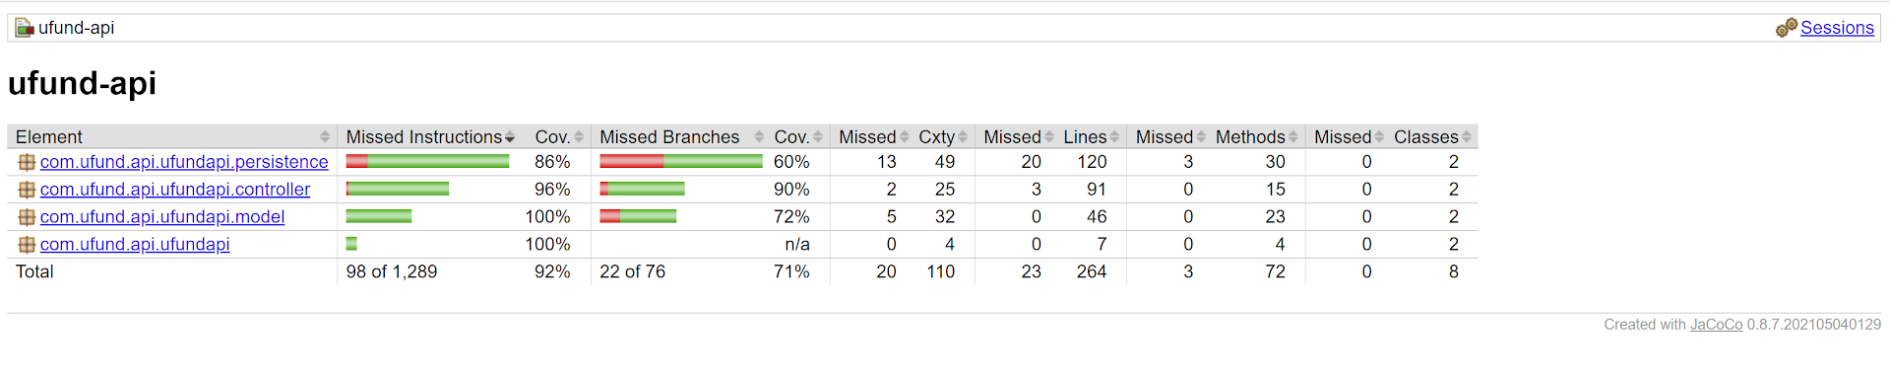 ufund-api Sessions
ufund-api
Element Missed Instructions Cov. Missed Branches Cov. Missed Cxty Missed Lines Missed Methods Missed Classes
com.ufund.api.ufundapi.persistence 86% 60% 13 49 20 120 3 30 0 2
com.ufund.api.ufundapi.controller 96% 90% 2 25 3 91 0 15 0 2
com.ufund.api.ufundapi.model 100% 72% 5 32 0 46 0 23 0 2
com.ufund.api.ufundapi 100% n/a 0 4 0 7 0 4 0 2
Total 98 of 1,289 92% 22 of 76 71% 20 110 23 264 3 72 0 8
Created with JaCoCo 0.8.7.202105040129